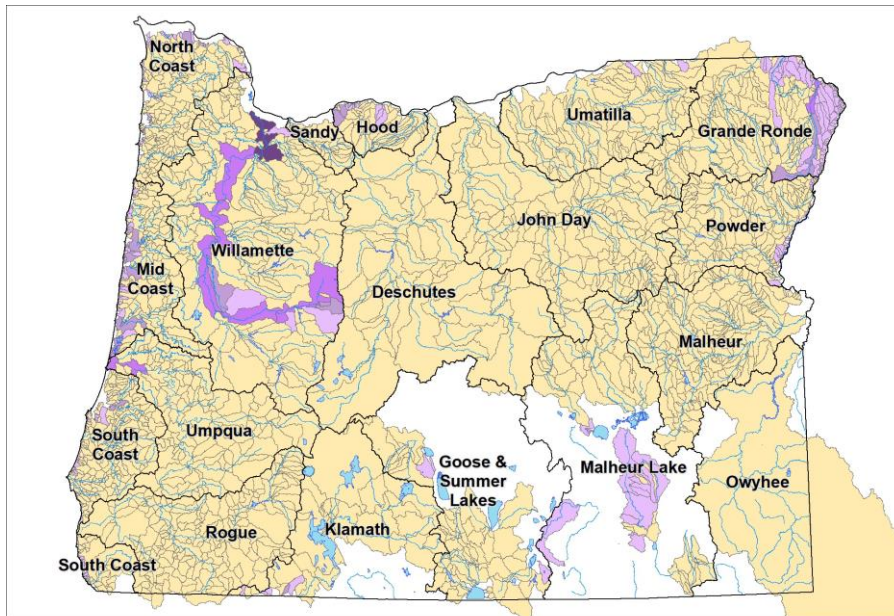 North
Coast
Sandy
Hood
Umatilla
Grande Ronde
John Day
Powder
Willamette
Mid
Coast
Deschutes
Malheur
South
Coast
Umpqua
Goose &
Summer
Lakes
Malheur Lake
Owyhee
Rogue
Klamath
South Coast